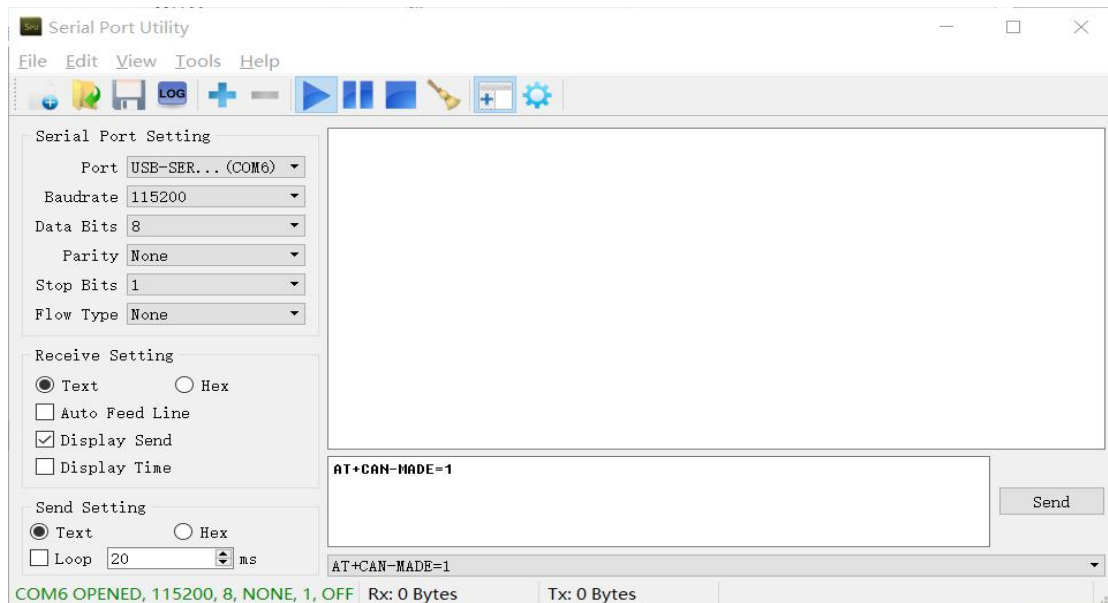 Serial Port Utility
File Edit View Tools Help
LOG
Serial Port Setting
Port USB-SER...(COM6)
Baudrate 115200
Data Bits 8
Parity None
Stop Bits 1
Flow Type None
Receive Setting
Text Hex
Auto Feed Line
Display Send
Display Time
AT+CAN-MADE=1
Send
Send Setting
Text Hex
Loop 20 ms
AT+CAN-MADE=1
COM6 OPENED, 115200, 8, NONE, 1, OFF Rx: 0 Bytes Tx: 0 Bytes